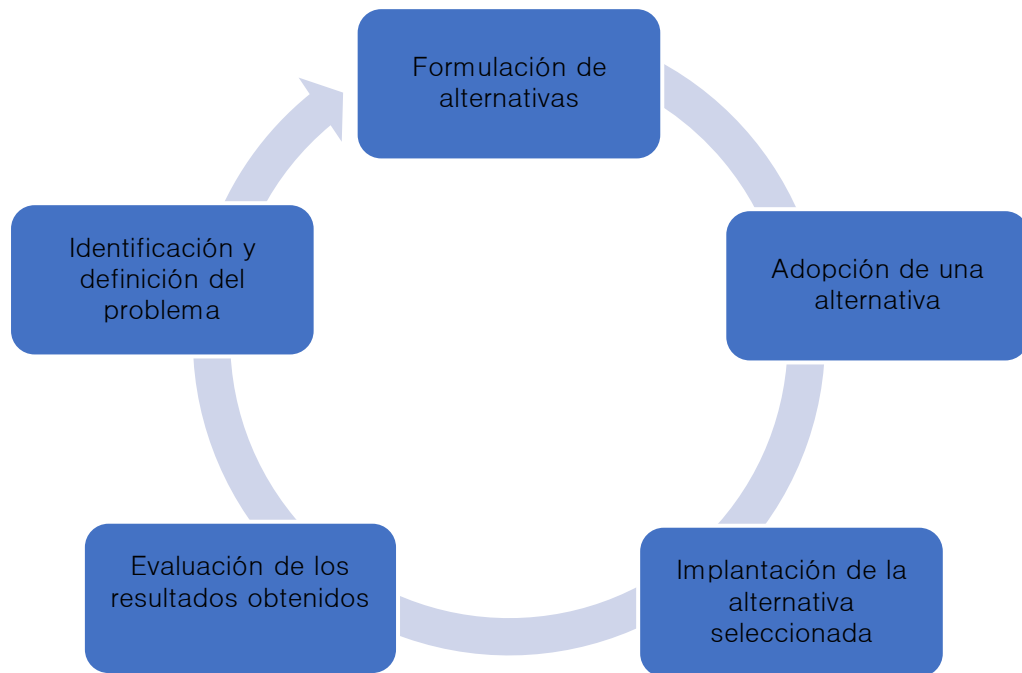 Formulación de
alternativas
Adopción de una
alternativa
Implantación de la
alternativa
seleccionada
Evaluación de los
resultados obtenidos
Identificación y
definición del
problema